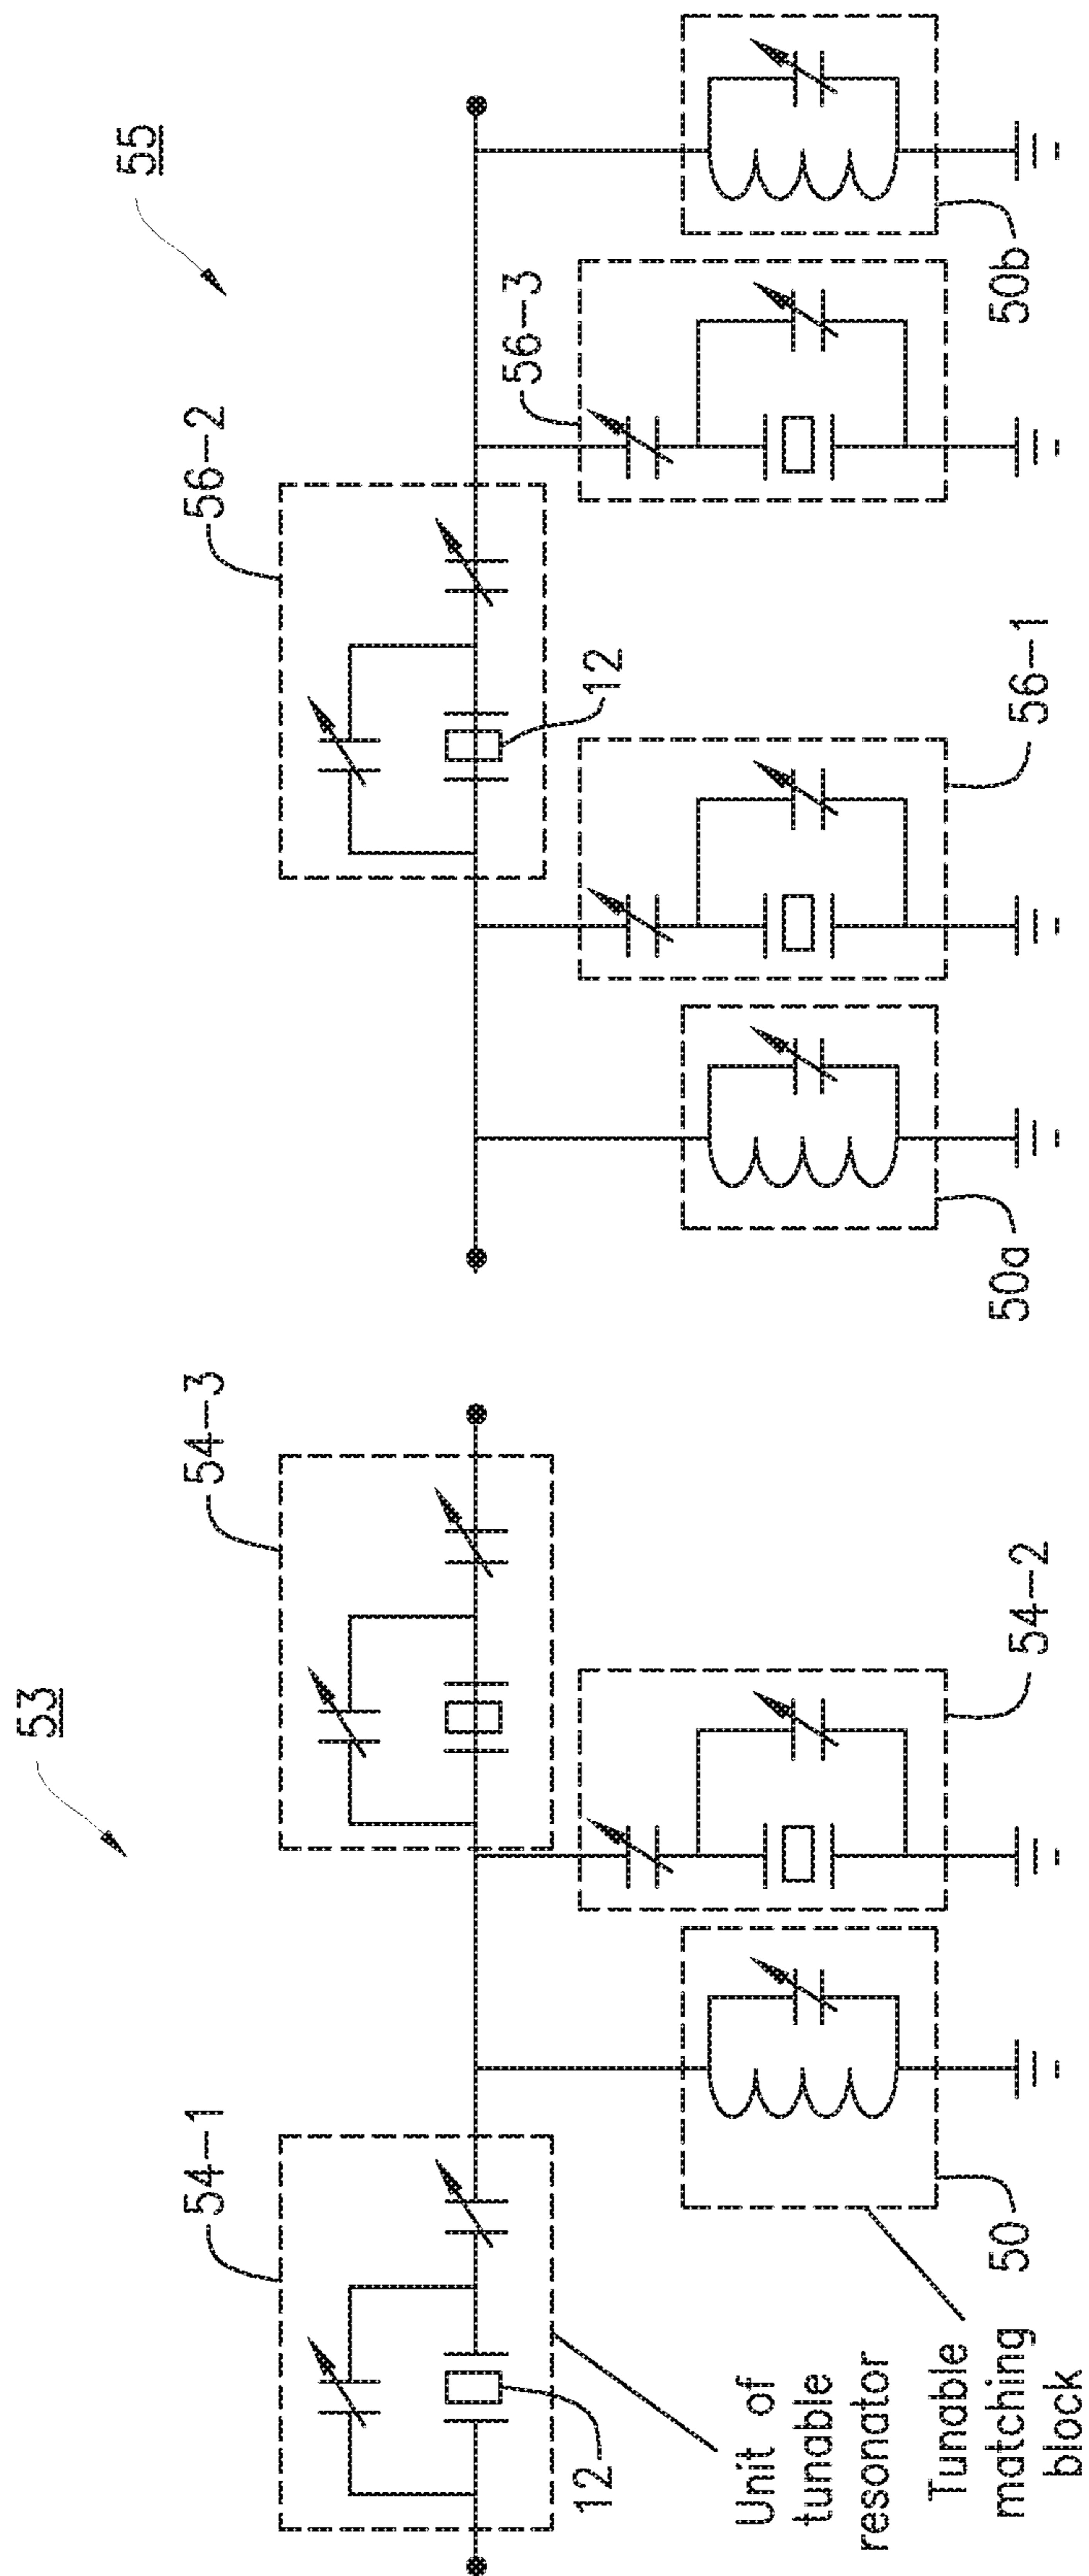 53
54-1
54-3
12
Unit of
tunable
resonator
Tunable
matching
block
50
54-2
55
56-2
56-3
12
50a
56-1
50b